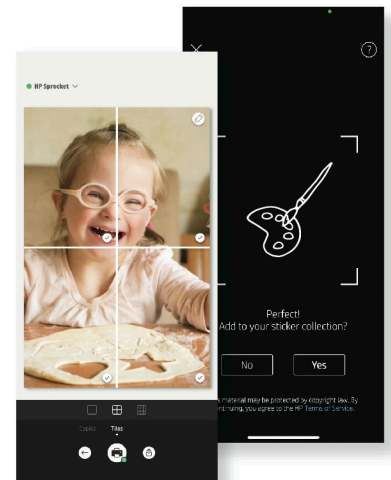 HP Sprocket
Copies
Tiles
?
Perfect!
Add to your sticker collection?
No
Yes
material may be protected by copyright law. By
you agree to the HP Terms of Service.